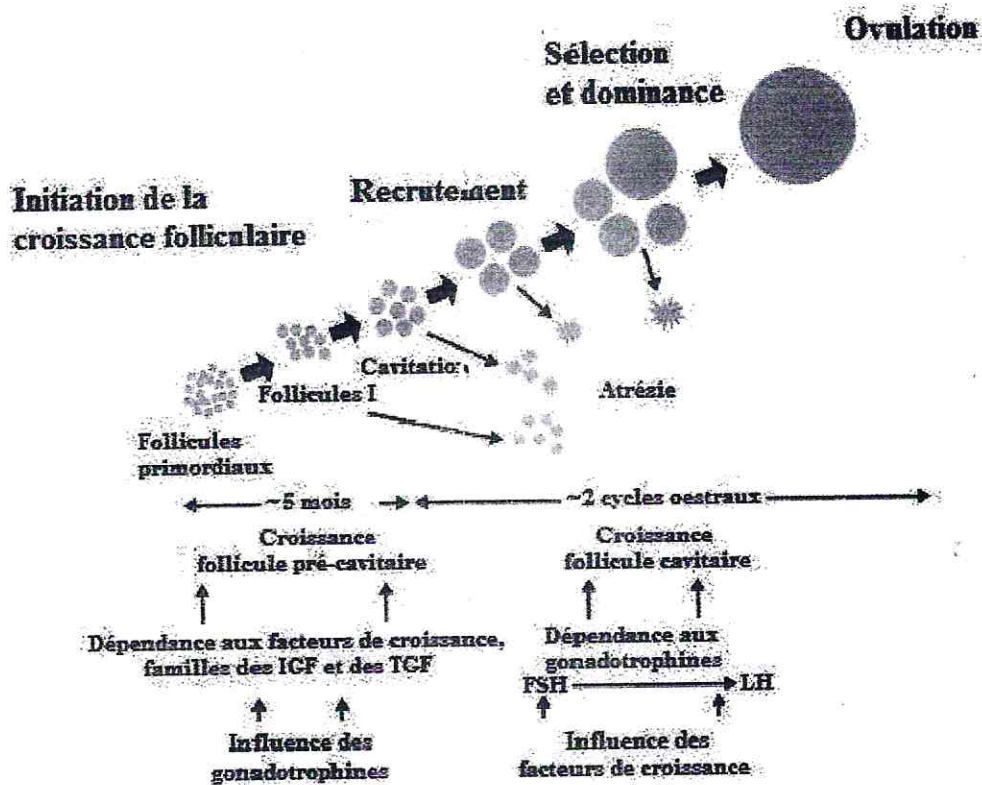 Ovulation
Sélection
et dominance
Recrutement
Initiation de la
croissance folliculaire
Cavitation
Follicules I
Atrézie
Follicules
primordiaux
~5 mois
~2 cycles oestraux
Croissance
follicule pré-cavitaire
Croissance
follicule cavitaire
Dépendance aux facteurs de croissance,
familles des IGF et des TGF
Dépendance aux
gonadotrophines
FSH
LH
Influence des
gonadotrophines
Influence des
facteurs de croissance